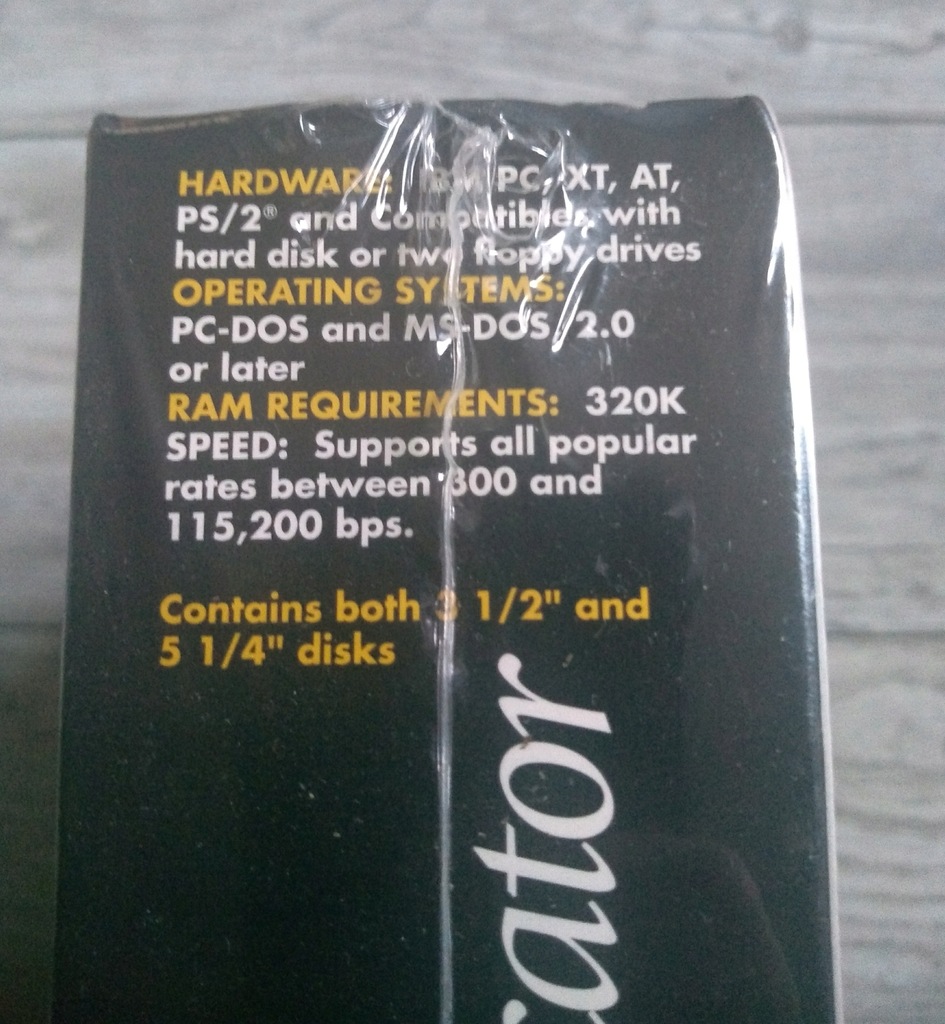 HARDWARE: IBM PC, XT, AT,
PS/2® and Compatibles with
hard disk or two floppy drives
OPERATING SYSTEMS:
PC-DOS and MS-DOS, 2.0
or later
RAM REQUIREMENTS: 320K
SPEED: Supports all popular
rates between 300 and
115,200 bps.
Contains both 3 1/2" and
5 1/4" disks
cator